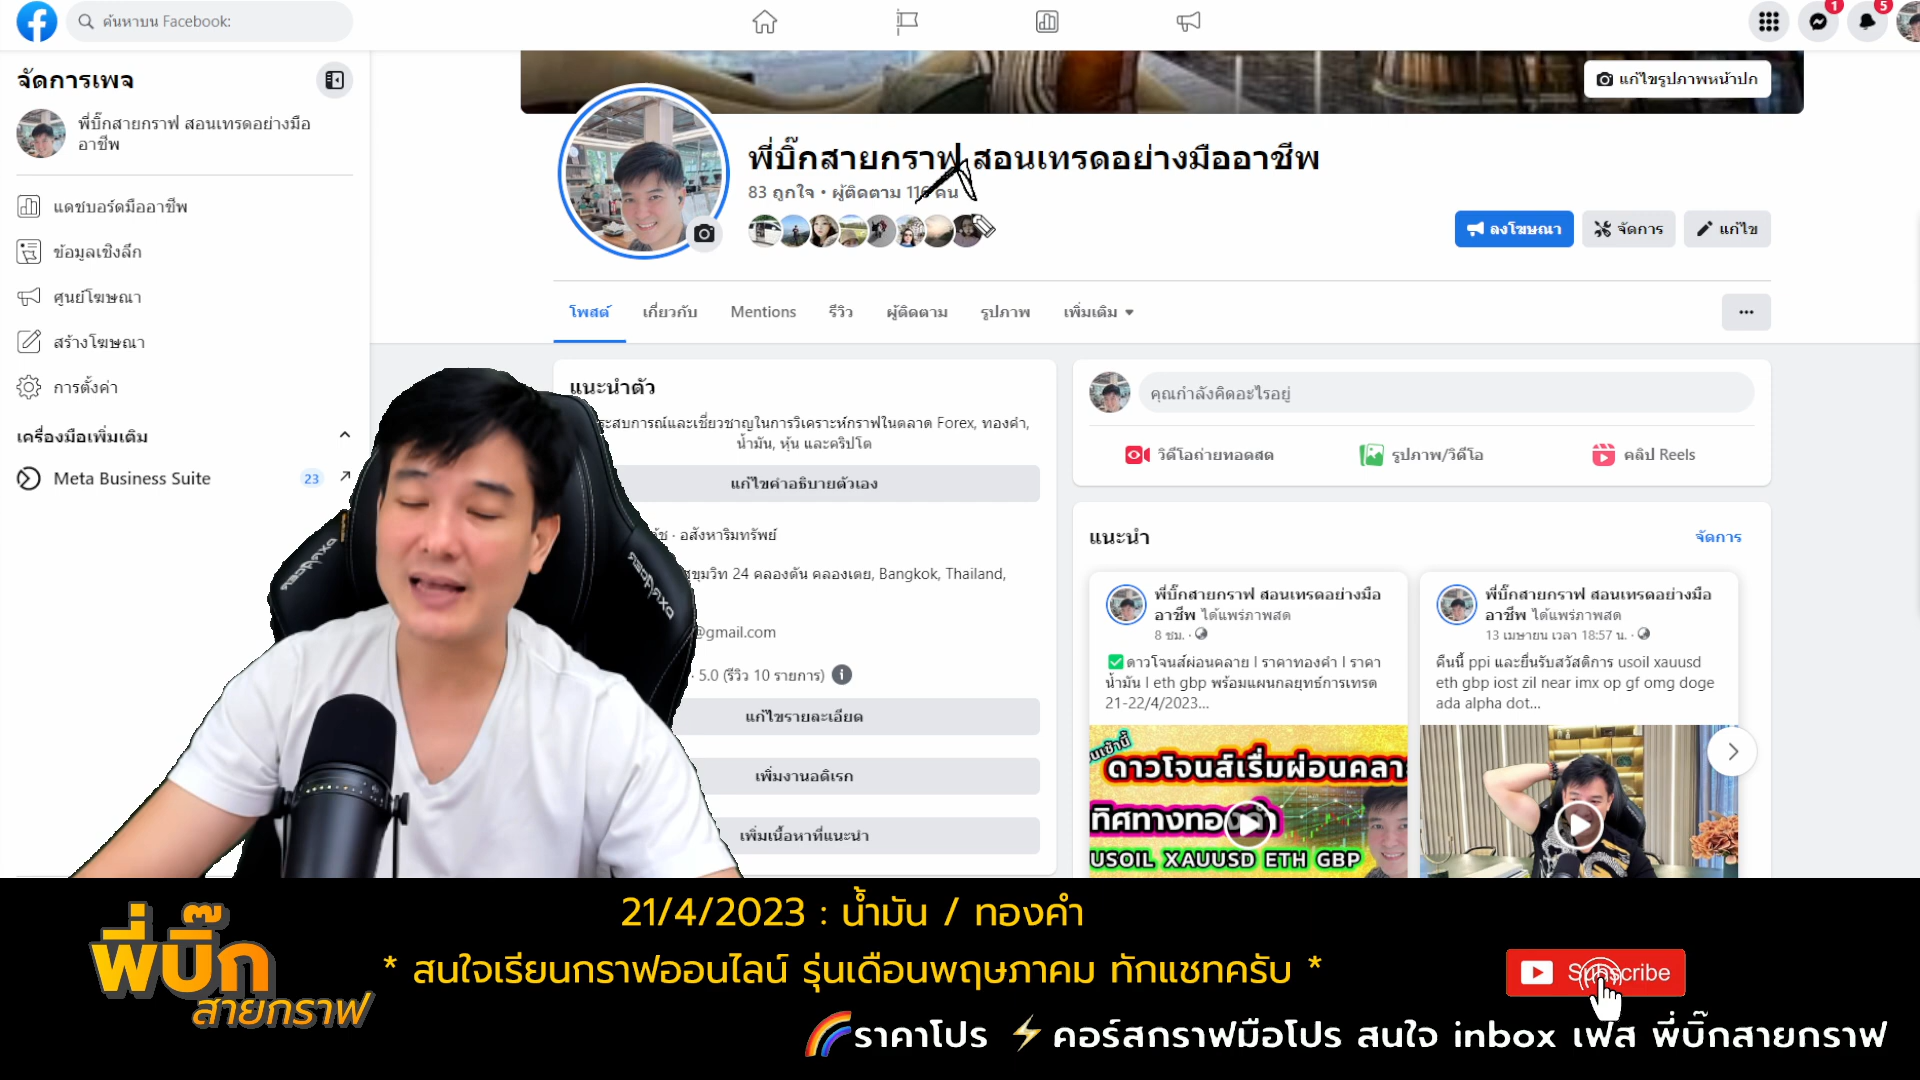 ค้นหาบน Facebook
1
5
จัดการเพจ
พี่บิ๊กสายกราฟ สอนเทรดอย่างมือ
อาชีพ
แดชบอร์ดมืออาชีพ
ข้อมูลเชิงลึก
ศูนย์โฆษณา
สร้างโฆษณา
การตั้งค่า
เครื่องมือเพิ่มเติม
Meta Business Suite
23
แก้ไขรูปภาพหน้าปก
พี่บิ๊กสายกราฟ สอนเทรดอย่างมืออาชีพ
83 ถูกใจ • ผู้ติดตาม 116 คน
ลงโฆษณา
จัดการ
แก้ไข
โพสต์
เกี่ยวกับ
Mentions
รีวิว
ผู้ติดตาม
รูปภาพ
เพิ่มเติม
แนะนำตัว
ระสบการณ์และเชี่ยวชาญในการวิเคราะห์กราฟในตลาด Forex, ทองคำ,
น้ำมัน, หุ้น และคริปโต
แก้ไขคำอธิบายตัวเอง
· อสังหาริมทรัพย์
สุขุมวิท 24 คลองตัน คลองเตย, Bangkok, Thailand,
@gmail.com
· 5.0 (รีวิว 10 รายการ)
แก้ไขรายละเอียด
เพิ่มงานอดิเรก
เพิ่มเนื้อหาที่แนะนำ
คุณกำลังคิดอะไรอยู่
วิดีโอถ่ายทอดสด
รูปภาพ/วิดีโอ
คลิป Reels
แนะนำ
จัดการ
พี่บิ๊กสายกราฟ สอนเทรดอย่างมือ
อาชีพ ได้แพร่ภาพสด
8 ชม. ·
✅ดาวโจนส์ผ่อนคลาย l ราคาทองคำ l ราคา
น้ำมัน l eth gbp พร้อมแผนกลยุทธ์การเทรด
21-22/4/2023...
ดาวโจนส์เริ่มผ่อนคลา
ทิศทางทองคำ
USOIL XAUUSD ETH GBP
พี่บิ๊กสายกราฟ สอนเทรดอย่างมือ
อาชีพ ได้แพร่ภาพสด
13 เมษายน เวลา 18:57 น. ·
คืนนี้ ppi และยื่นรับสวัสดิการ usoil xauusd
eth gbp iost zil near imx op gf omg doge
ada alpha dot...
DXRACER
DXRACER
พี่บิ๊ก
สายกราฟ
21/4/2023 : น้ำมัน / ทองคำ
* สนใจเรียนกราฟออนไลน์ รุ่นเดือนพฤษภาคม ทักแชทครับ *
Subscribe
🌈ราคาโปร ⚡คอร์สกราฟมือโปร สนใจ inbox เฟส พี่บิ๊กสายกราฟ